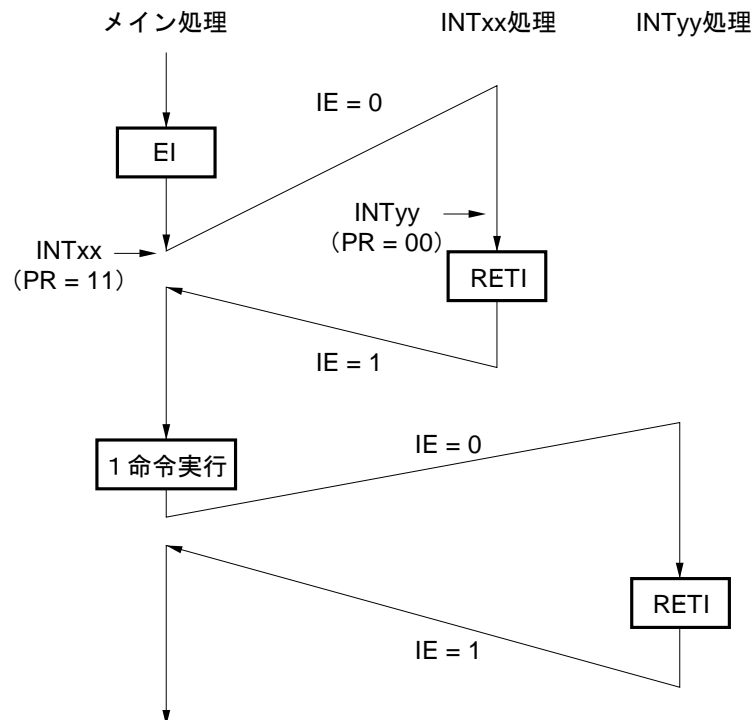 メイン処理
INTxx処理
INTyy処理
IE = 0
EI
INTyy
（PR = 00）
INTxx
（PR = 11）
RETI
IE = 1
IE = 0
１命令実行
RETI
IE = 1